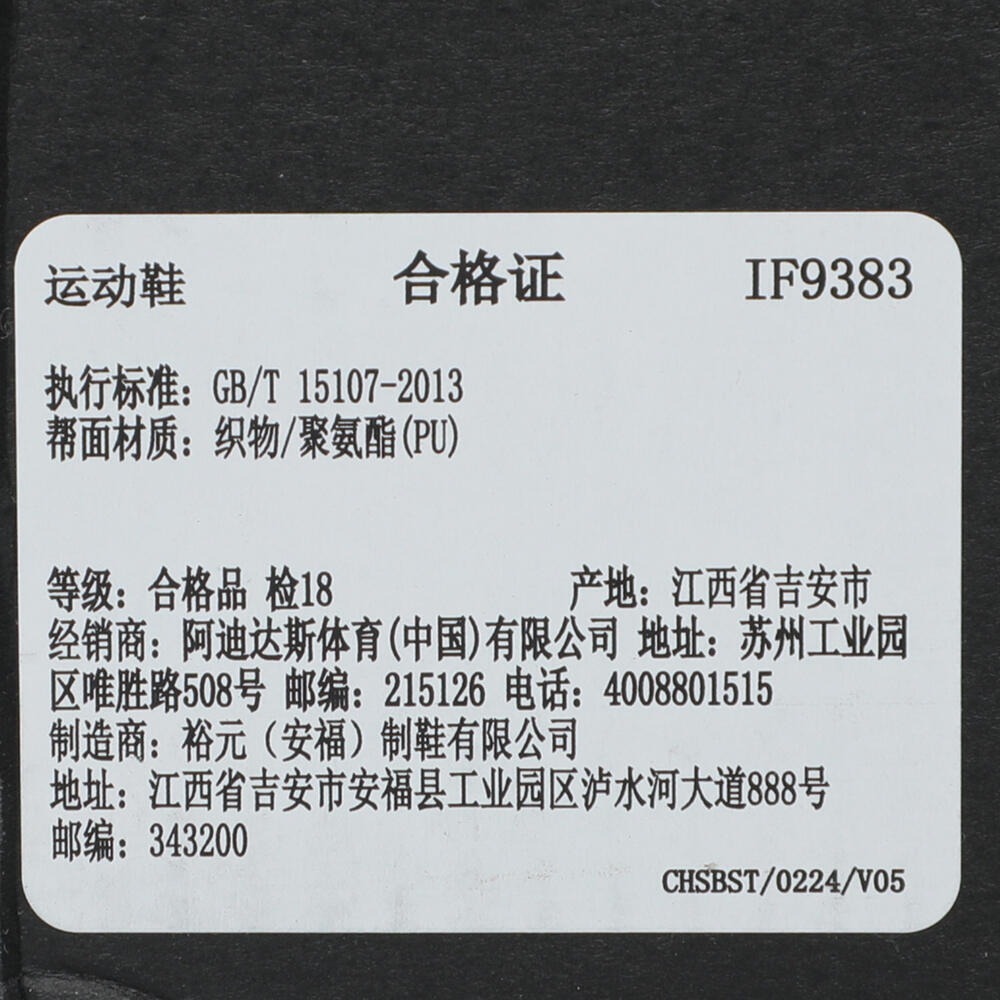 运动鞋 合格证 IF9383
执行标准：GB/T 15107-2013
帮面材质：织物/聚氨酯(PU)
等级：合格品 检18 产地：江西省吉安市
经销商：阿迪达斯体育(中国)有限公司 地址：苏州工业园
区唯胜路508号 邮编：215126 电话：4008801515
制造商：裕元（安福）制鞋有限公司
地址：江西省吉安市安福县工业园区泸水河大道888号
邮编：343200
CHSBST/0224/V05